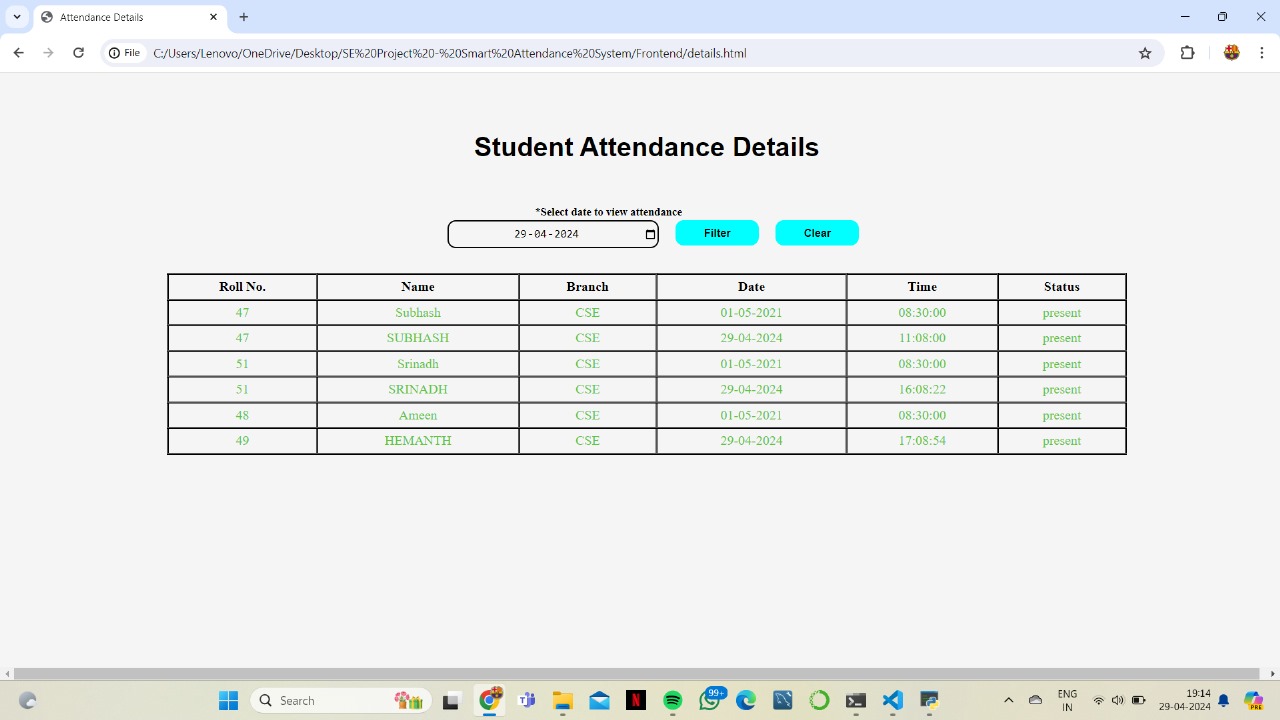 Attendance Details
File
C:/Users/Lenovo/OneDrive/Desktop/SE%20Project%20-%20Smrt%20Attendance%20System/Frontend/details.html
Student Attendance Details
*Select date to view attendance
29-04-2024 Filter Clear
Roll No. Name Branch Date Time Status
47 Subhash CSE 01-05-2021 08:30:00 present
47 SUBHASH CSE 29-04-2024 11:08:00 present
51 Srinadh CSE 01-05-2021 08:30:00 present
51 SRINADH CSE 29-04-2024 16:08:22 present
48 Ameen CSE 01-05-2021 08:30:00 present
49 HEMANTH CSE 29-04-2024 17:08:54 present
Search
99+
ENG
IN
19:14
29-04-2024
PRE